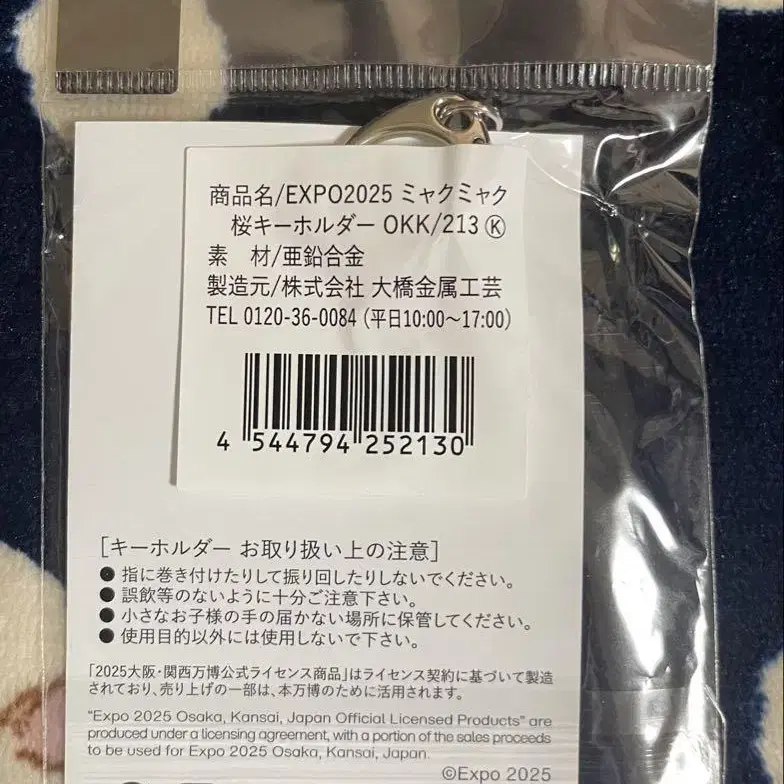 商品名/EXPO2025 ミャクミャク
桜キーホルダー OKK/213 Ⓚ
素　材/亜鉛合金
製造元/株式会社 大橋金属工芸
TEL 0120-36-0084 (平日10:00～17:00)
4 544794 252130
[キーホルダー お取り扱い上の注意]
● 指に巻き付けたりして振り回したりしないでください。
● 誤飲等のないように十分ご注意下さい。
● 小さなお子様の手の届かない場所に保管してください。
● 使用目的以外には使用しないで下さい。
「2025大阪・関西万博公式ライセンス商品」はライセンス契約に基づいて製造
されており、売り上げの一部は、本万博のために活用されます。
“Expo 2025 Osaka, Kansai, Japan Official Licensed Products” are
produced under a licensing agreement, with a portion of the sales proceeds
to be used for Expo 2025 Osaka, Kansai, Japan.
©Expo 2025